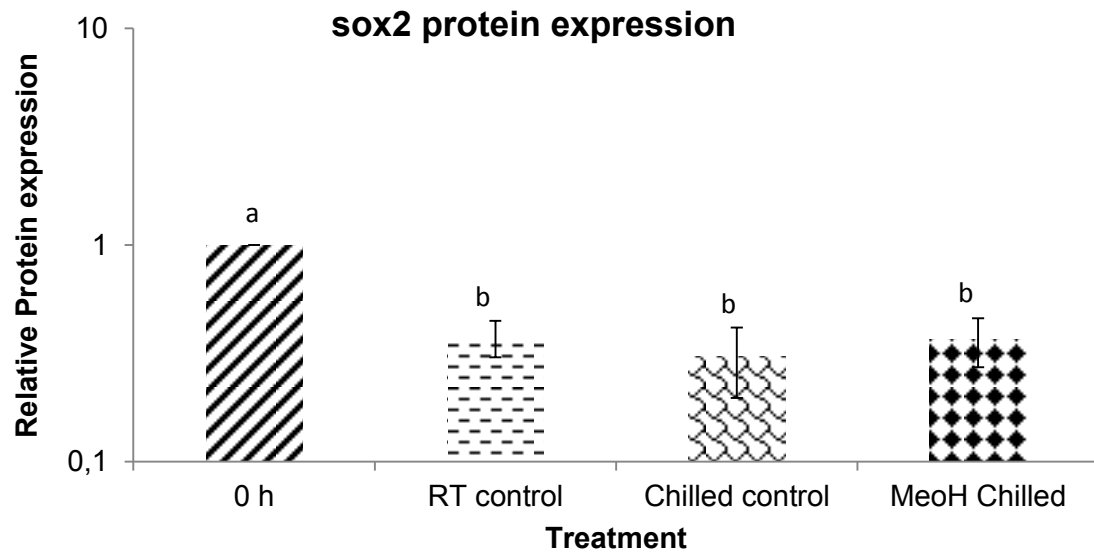 sox2 protein expression
Relative Protein expression
10
1
0,1
a
b
b
b
0 h
RT control
Chilled control
MeoH Chilled
Treatment